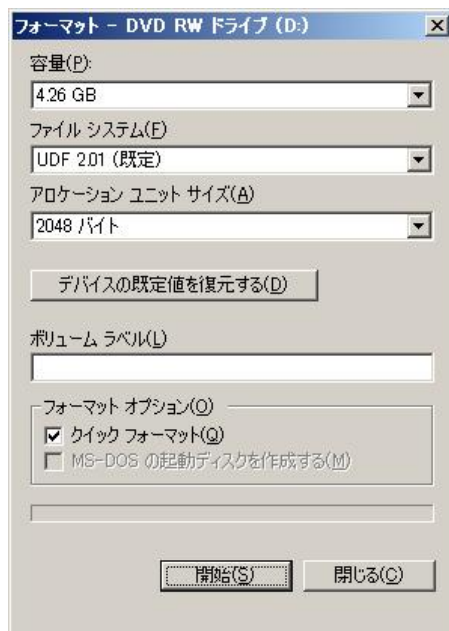 フォーマット - DVD RW ドライブ (D:)
容量(P):
4.26 GB
ファイル システム(F)
UDF 2.01 (既定)
アロケーション ユニット サイズ(A)
2048 バイト
デバイスの既定値を復元する(D)
ボリューム ラベル(L)
フォーマット オプション(O)
クイック フォーマット(Q)
MS-DOS の起動ディスクを作成する(M)
開始(S)
閉じる(C)